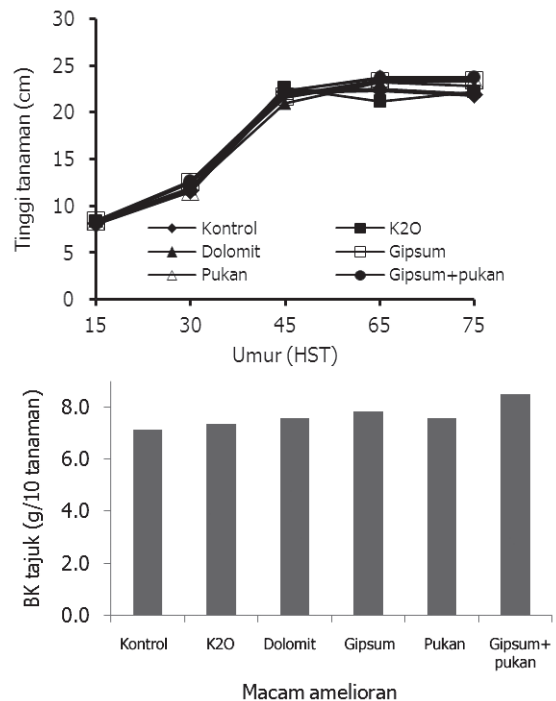 30
25
20
15
10
5
0
Tinggi tanaman (cm)
Kontrol K2O
Dolomit Gipsum
Pukan Gipsum+pukan
15 30 45 65 75
Umur (HST)
8.0
6.0
4.0
2.0
0.0
BK tajuk (g/10 tanaman)
Kontrol K2O Dolomit Gipsum Pukan Gipsum+
pukan
Macam amelioran